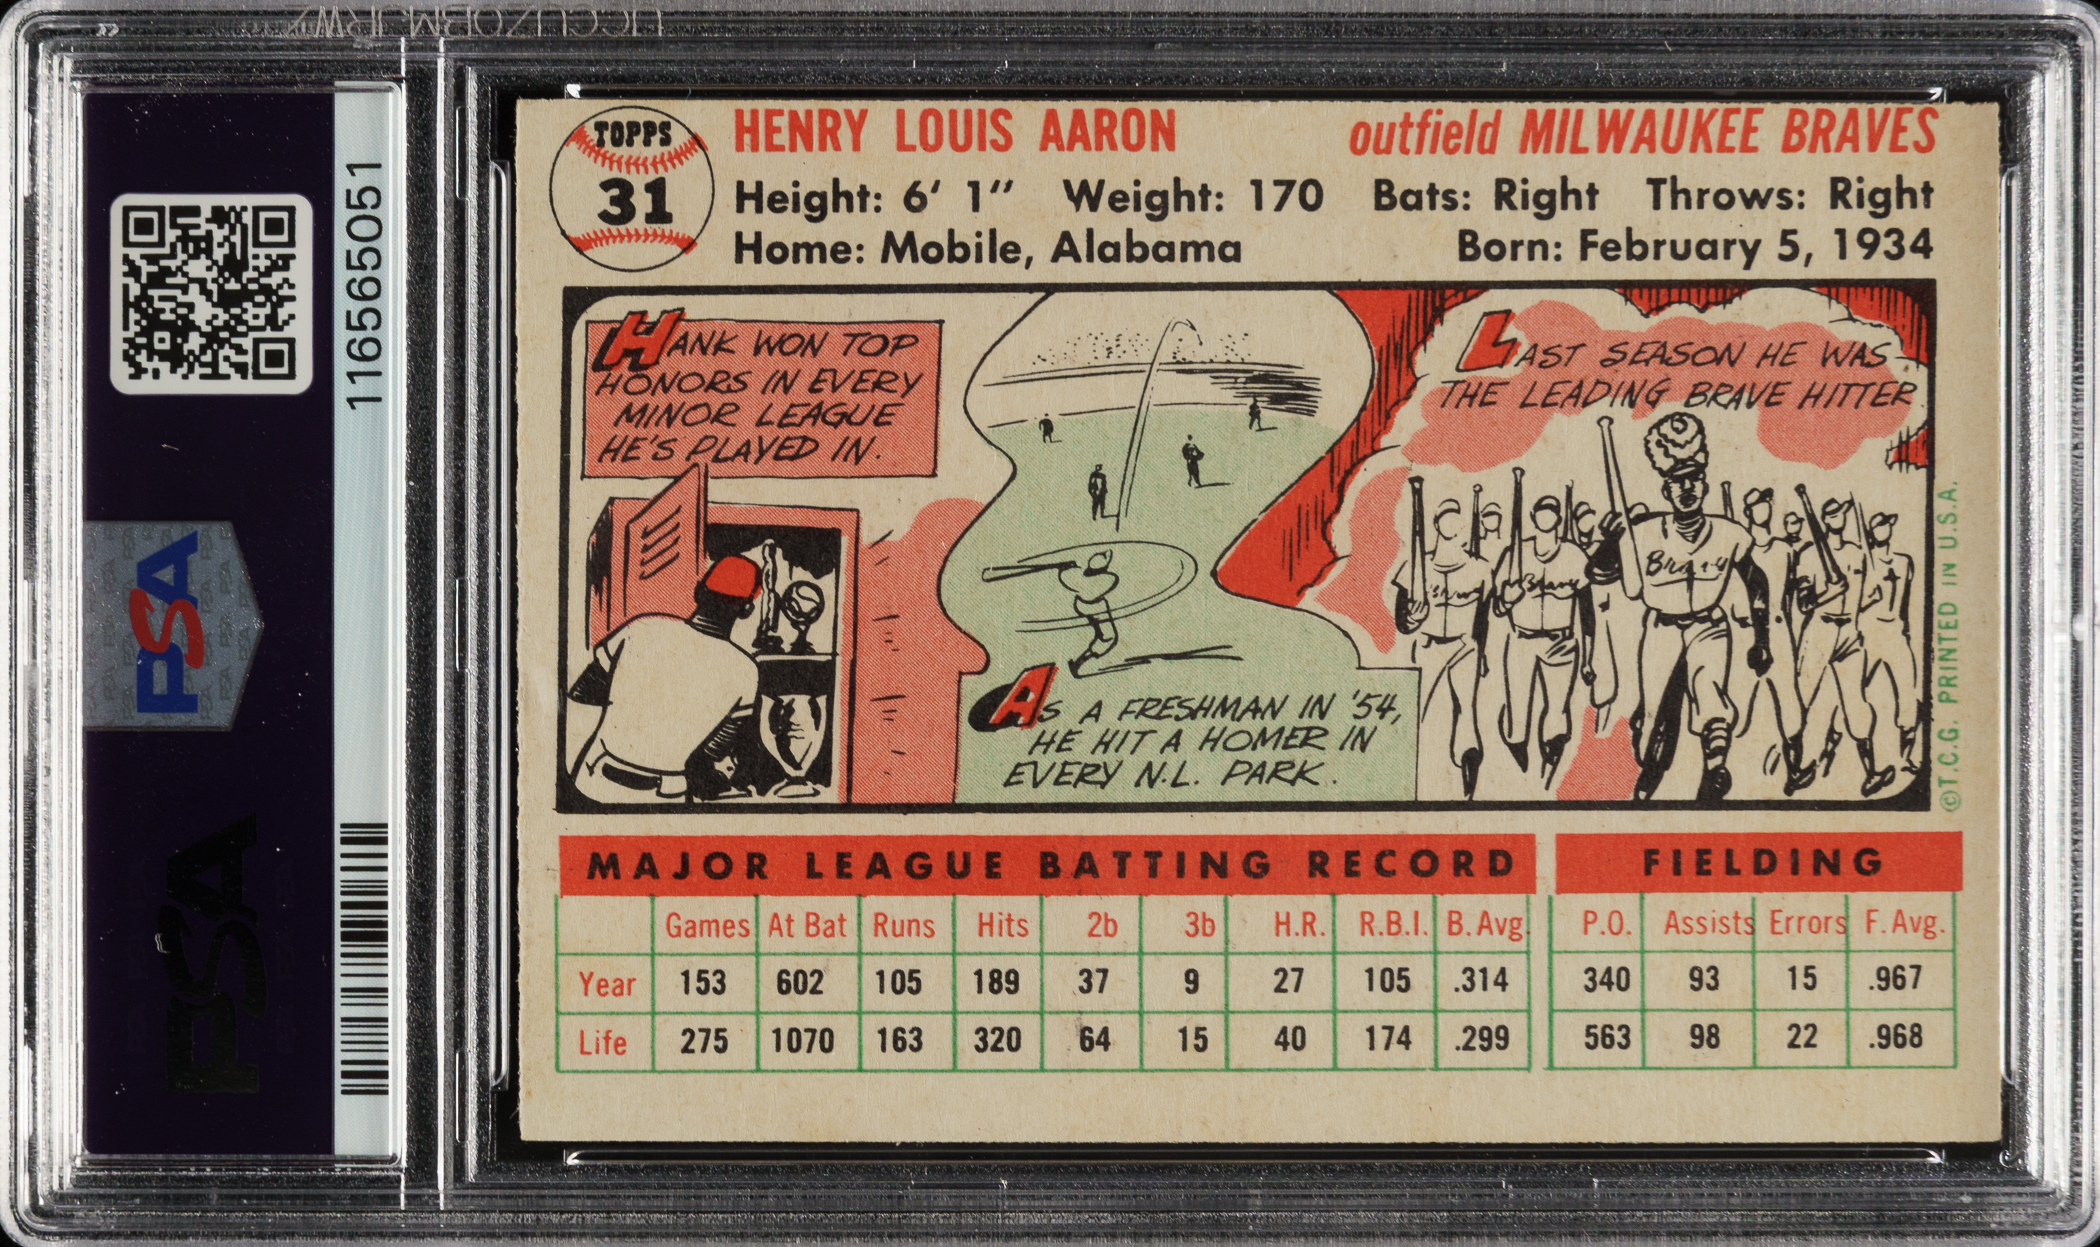 116565051
PSA
PSA
TOPPS
31
HENRY LOUIS AARON
outfield MILWAUKEE BRAVES
Height: 6' 1" Weight: 170 Bats: Right Throws: Right
Home: Mobile, Alabama
Born: February 5, 1934
HANK WON TOP
HONORS IN EVERY
MINOR LEAGUE
HE'S PLAYED IN.
AS A FRESHMAN IN '54,
HE HIT A HOMER IN
EVERY N.L. PARK.
LAST SEASON HE WAS
THE LEADING BRAVE HITTER
Braves
©T.C.G. PRINTED IN U.S.A.
MAJOR LEAGUE BATTING RECORD
Games At Bat Runs Hits 2b 3b H.R. R.B.I. B. Avg.
Year 153 602 105 189 37 9 27 105 .314
Life 275 1070 163 320 64 15 40 174 .299
FIELDING
P.O. Assists Errors F. Avg.
340 93 15 .967
563 98 22 .968